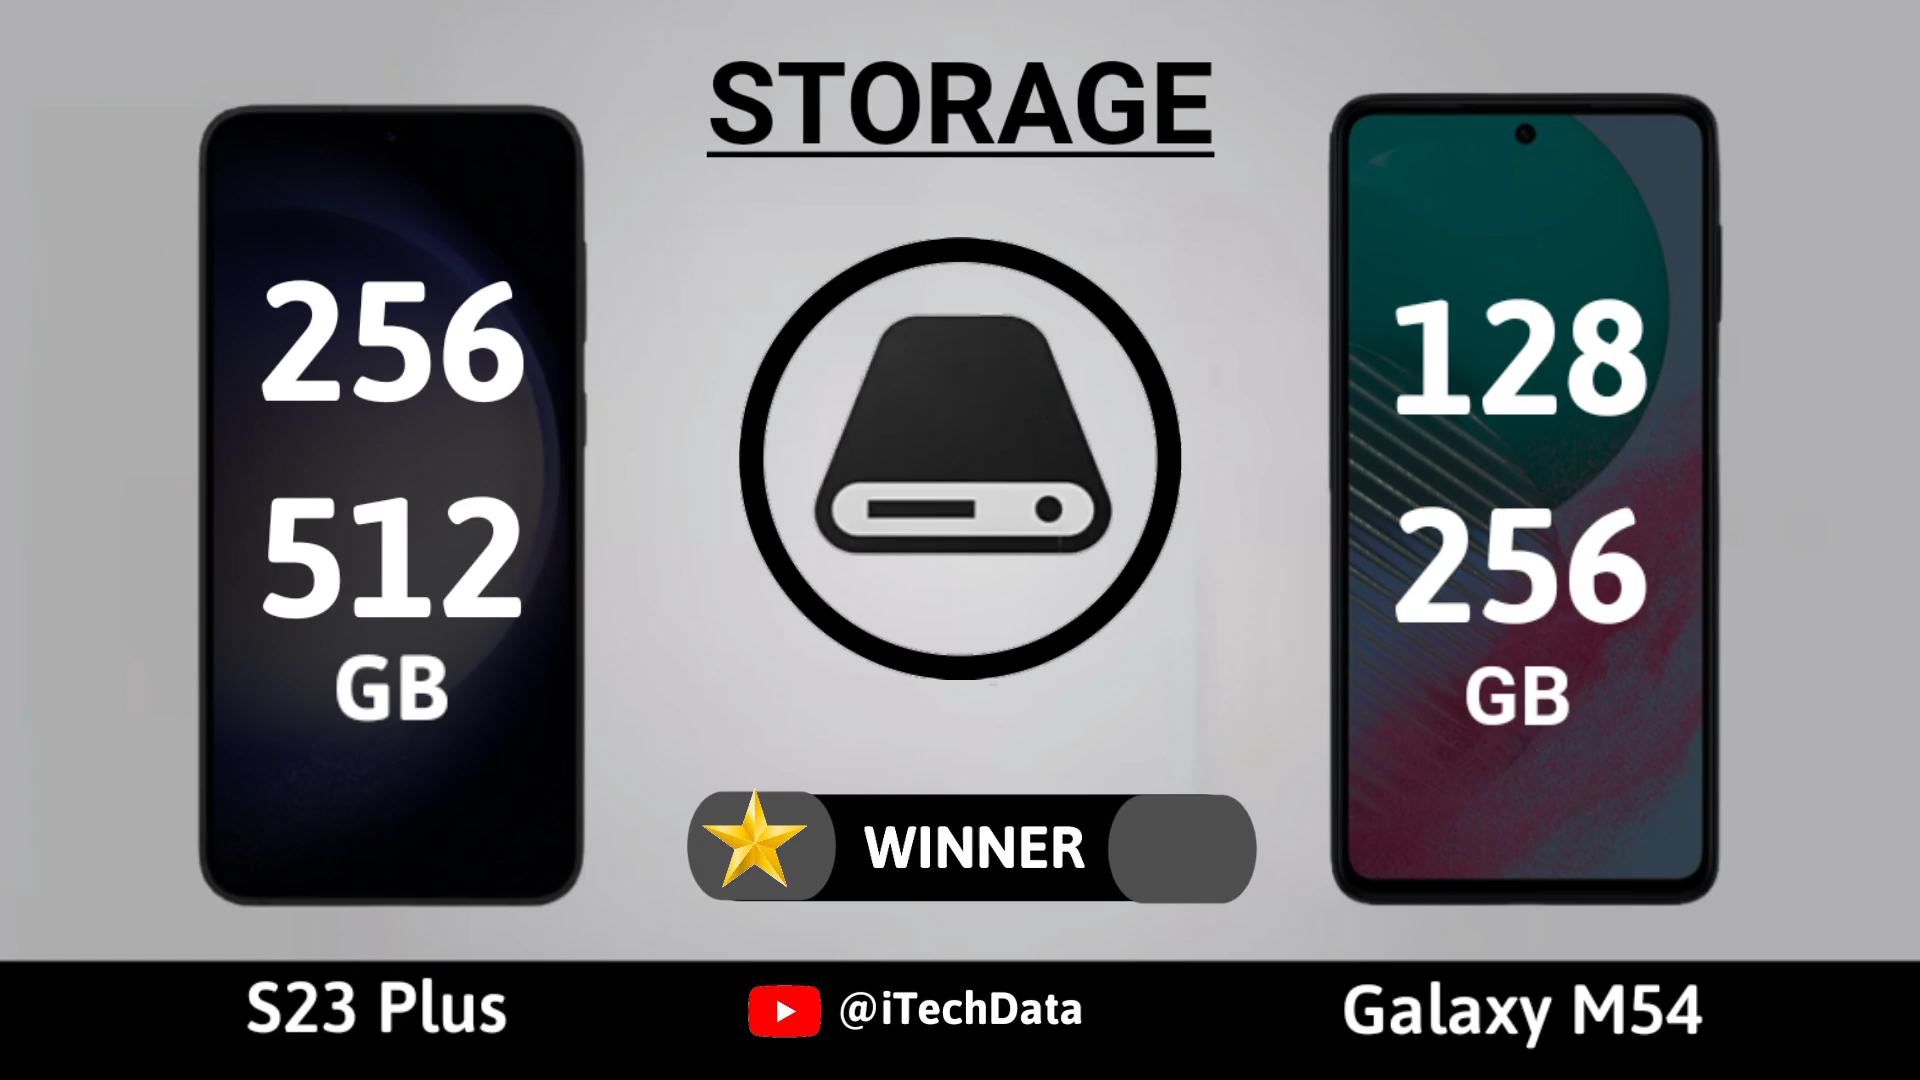 STORAGE
256
512
GB
128
256
GB
WINNER
S23 Plus
@iTechData
Galaxy M54